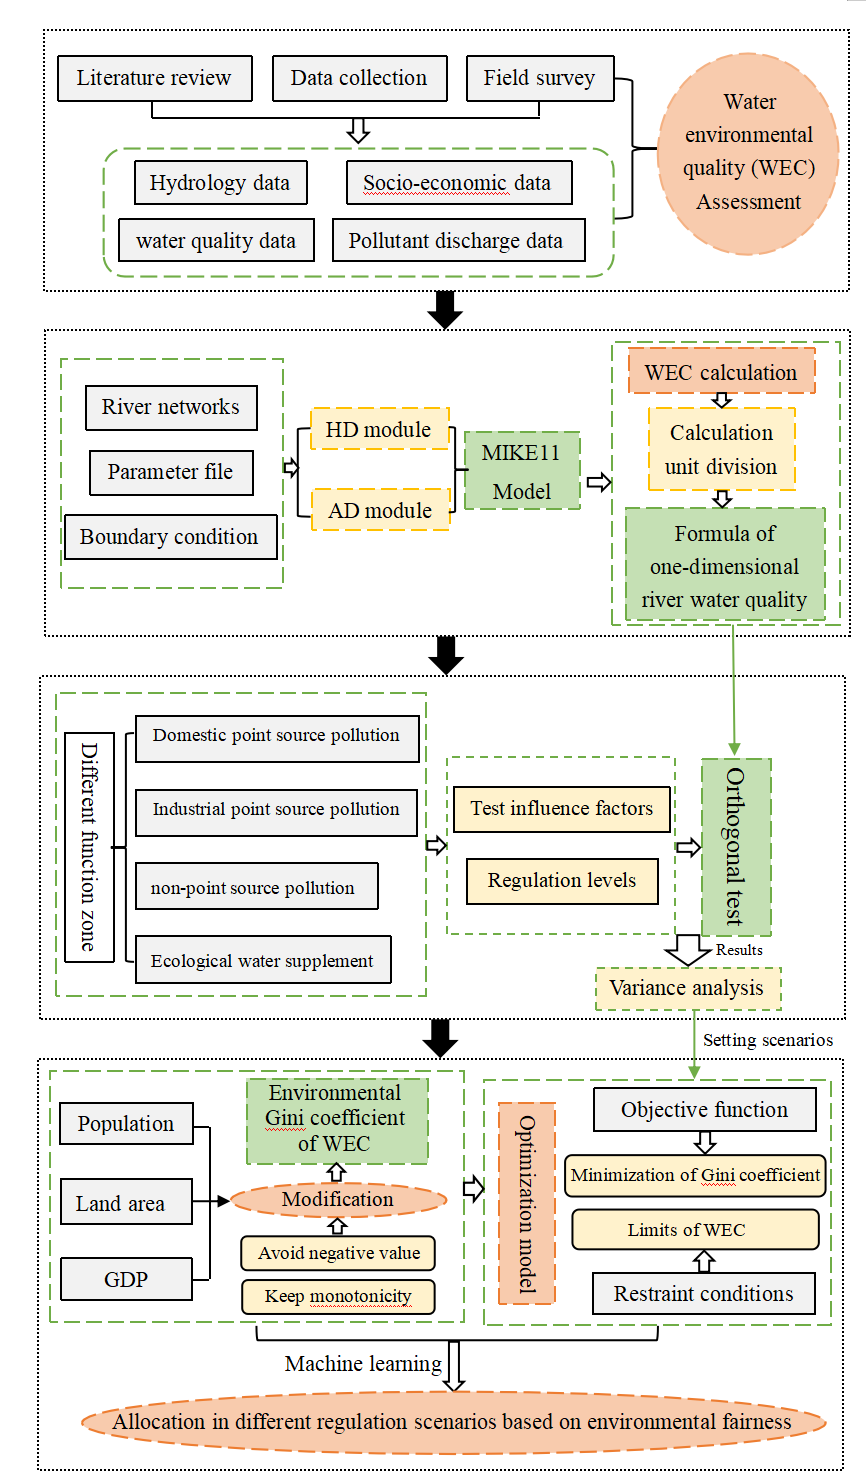 Literature review
Data collection
Field survey
Water
environmental
quality (WEC)
Assessment
Hydrology data
Socio-economic data
water quality data
Pollutant discharge data
River networks
Parameter file
Boundary condition
HD module
AD module
MIKE11
Model
WEC calculation
Calculation
unit division
Formula of
one-dimensional
river water quality
Different function zone
Domestic point source pollution
Industrial point source pollution
non-point source pollution
Ecological water supplement
Test influence factors
Regulation levels
Orthogonal test
Results
Variance analysis
Setting scenarios
Population
Land area
GDP
Environmental
Gini coefficient
of WEC
Modification
Avoid negative value
Keep monotonicity
Optimization model
Objective function
Minimization of Gini coefficient
Limits of WEC
Restraint conditions
Machine learning
Allocation in different regulation scenarios based on environmental fairness